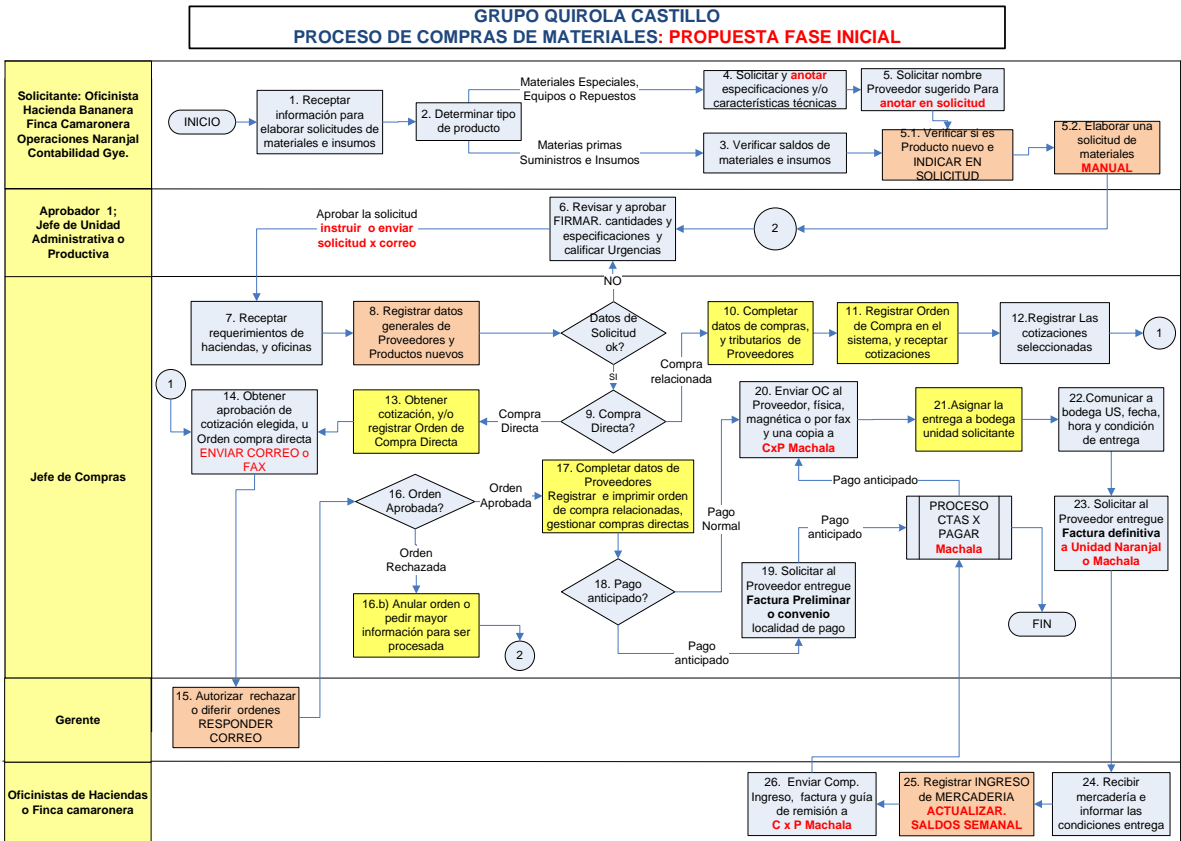 GRUPO QUIROLA CASTILLO
PROCESO DE COMPRAS DE MATERIALES: PROPUESTA FASE INICIAL
Solicitante: Oficinista
Hacienda Bananera
Finca Camaronera
Operaciones Naranjal
Contabilidad Gye.
INICIO
1. Receptar
información para
elaborar solicitudes de
materiales e insumos
2. Determinar tipo
de producto
Materiales Especiales,
Equipos o Repuestos
Materias primas
Suministros e Insumos
4. Solicitar y anotar
especificaciones y/o
características técnicas
5. Solicitar nombre
Proveedor sugerido Para
anotar en solicitud
3. Verificar saldos de
materiales e insumos
5.1. Verificar si es
Producto nuevo e
INDICAR EN
SOLICITUD
5.2. Elaborar una
solicitud de
materiales
MANUAL
Aprobador 1;
Jefe de Unidad
Administrativa o
Productiva
Aprobar la solicitud
instruir o enviar
solicitud x correo
6. Revisar y aprobar
FIRMAR. cantidades y
especificaciones y
calificar Urgencias
2
Jefe de Compras
7. Receptar
requerimientos de
haciendas, y oficinas
8. Registrar datos
generales de
Proveedores y
Productos nuevos
NO
Datos de
Solicitud
ok?
SI
10. Completar
datos de compras,
y tributarios de
Proveedores
11. Registrar Orden
de Compra en el
sistema, y receptar
cotizaciones
12.Registrar Las
cotizaciones
seleccionadas
1
Compra
relacionada
1
14. Obtener
aprobación de
cotización elegida, u
Orden compra directa
ENVIAR CORREO o
FAX
13. Obtener
cotización, y/o
registrar Orden de
Compra Directa
Compra
Directa
9. Compra
Directa?
20. Enviar OC al
Proveedor, física,
magnética o por fax
y una copia a
CxP Machala
21.Asignar la
entrega a bodega
unidad solicitante
22.Comunicar a
bodega US, fecha,
hora y condición
de entrega
16. Orden
Aprobada?
Orden
Aprobada
17. Completar datos de
Proveedores
Registrar e imprimir orden
de compra relacionadas,
gestionar compras directas
Pago
Normal
Pago anticipado
Pago
anticipado
PROCESO
CTAS X
PAGAR
Machala
23. Solicitar al
Proveedor entregue
Factura definitiva
a Unidad Naranjal
o Machala
Orden
Rechazada
18. Pago
anticipado?
19. Solicitar al
Proveedor entregue
Factura Preliminar
o convenio
localidad de pago
16.b) Anular orden o
pedir mayor
información para ser
procesada
2
Pago
anticipado
FIN
Gerente
15. Autorizar rechazar
o diferir ordenes
RESPONDER
CORREO
Oficinistas de Haciendas
o Finca camaronera
26. Enviar Comp.
Ingreso, factura y guía
de remisión a
C x P Machala
25. Registrar INGRESO
de MERCADERIA
ACTUALIZAR.
SALDOS SEMANAL
24. Recibir
mercadería e
informar las
condiciones entrega